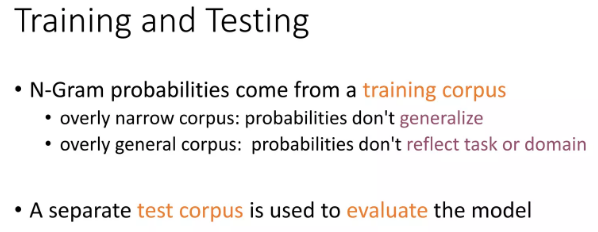 Training and Testing
• N-Gram probabilities come from a training corpus
• overly narrow corpus: probabilities don't generalize
• overly general corpus: probabilities don't reflect task or domain
• A separate test corpus is used to evaluate the model